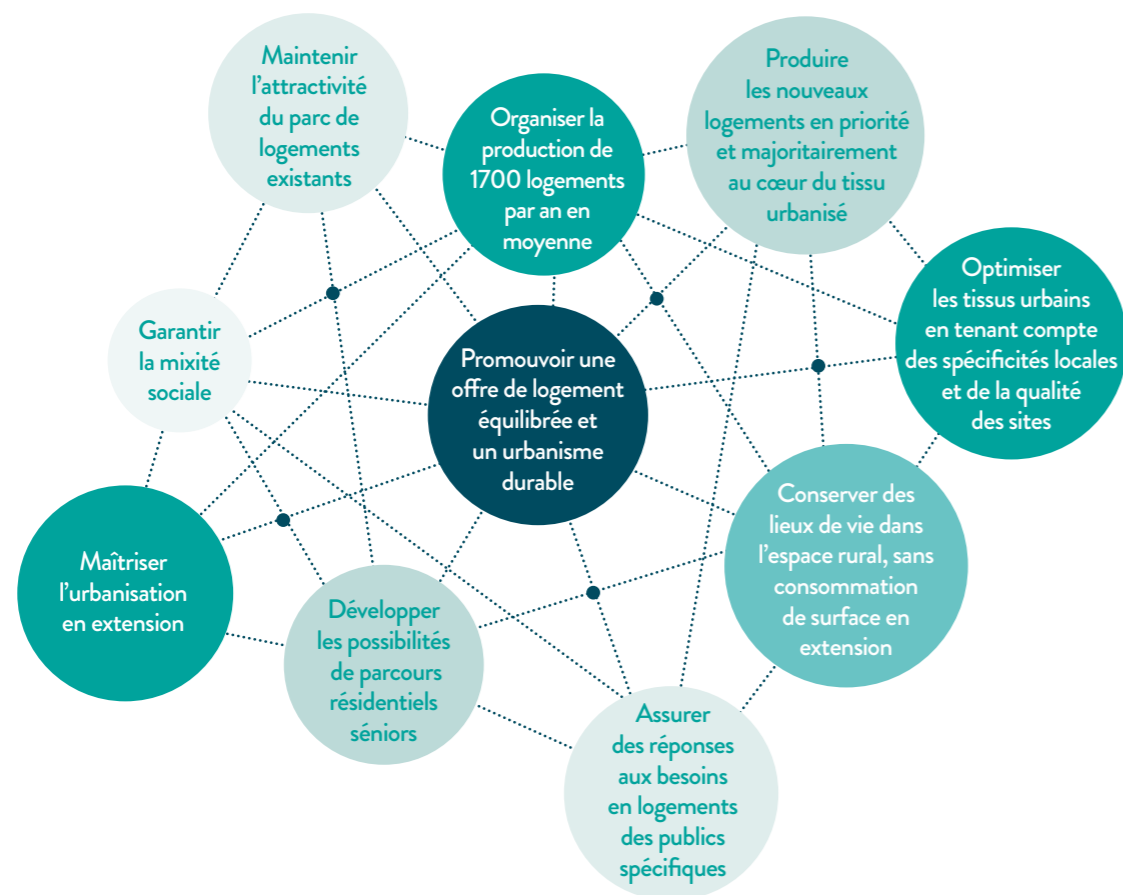 Maintenir
l'attractivité
du parc de
logements
existants
Organiser la
production de
1700 logements
par an en
moyenne
Produire
les nouveaux
logements en priorité
et majoritairement
au cœur du tissu
urbanisé
Optimiser
les tissus urbains
en tenant compte
des spécificités locales
et de la qualité
des sites
Garantir
la mixité
sociale
Promouvoir une
offre de logement
équilibrée et
un urbanisme
durable
Conserver des
lieux de vie dans
l'espace rural, sans
consommation
de surface en
extension
Maîtriser
l'urbanisation
en extension
Développer
les possibilités
de parcours
résidentiels
séniors
Assurer
des réponses
aux besoins
en logements
des publics
spécifiques